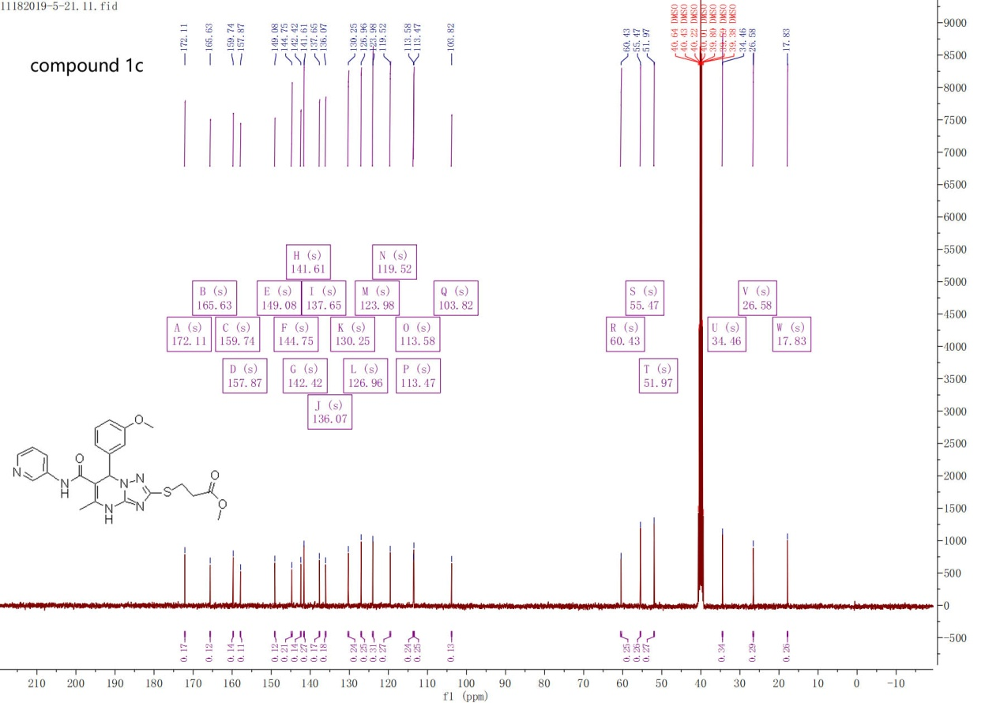 11182019-5-21.11.fid
compound 1c
172.11
165.63
159.74
157.87
149.08
144.75
142.42
141.61
137.65
136.07
130.25
126.96
123.98
119.52
113.58
113.47
103.82
60.43
55.47
51.97
40.64 DMSO
40.43 DMSO
40.22 DMSO
40.01 DMSO
39.80 DMSO
39.59 DMSO
39.38 DMSO
34.46
26.58
17.83
H (s)
141.61
N (s)
119.52
B (s)
165.63
E (s)
149.08
I (s)
137.65
M (s)
123.98
Q (s)
103.82
S (s)
55.47
V (s)
26.58
A (s)
172.11
C (s)
159.74
F (s)
144.75
K (s)
130.25
O (s)
113.58
R (s)
60.43
U (s)
34.46
W (s)
17.83
D (s)
157.87
G (s)
142.42
L (s)
126.96
P (s)
113.47
T (s)
51.97
J (s)
136.07
O
O
N
N
H
N
N
N
N
H
S
O
O
0.17
0.12
0.14
0.11
0.12
0.21
0.14
0.27
0.17
0.18
0.24
0.25
0.31
0.27
0.24
0.25
0.13
0.25
0.26
0.27
0.34
0.29
0.26
210 200 190 180 170 160 150 140 130 120 110 100 90 80 70 60 50 40 30 20 10 0 -10
f1 (ppm)
9000
8500
8000
7500
7000
6500
6000
5500
5000
4500
4000
3500
3000
2500
2000
1500
1000
500
0
-500